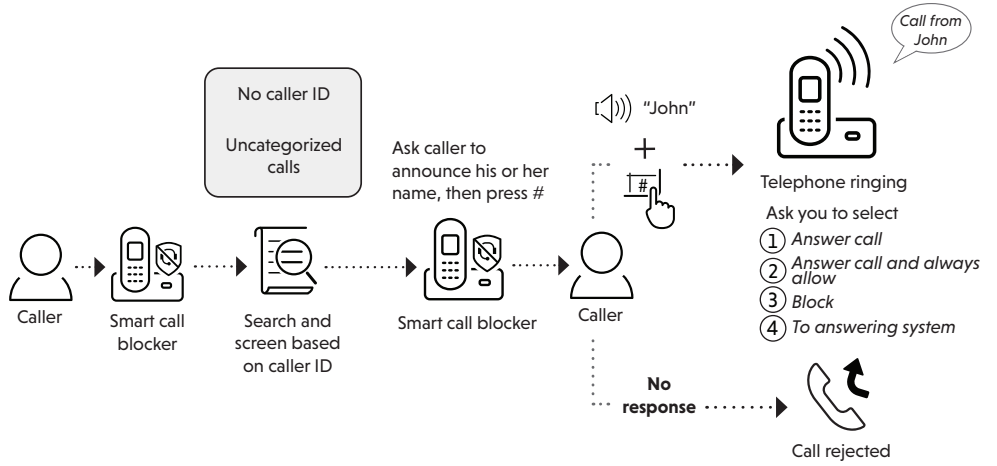 Call from
John
No caller ID
Uncategorized
calls
Ask caller to
announce his or her
name, then press #
"John"
+
#
Telephone ringing
Ask you to select
1 Answer call
2 Answer call and always
allow
3 Block
4 To answering system
Caller
Smart call
blocker
Search and
screen based
on caller ID
Smart call blocker
Caller
No
response
Call rejected